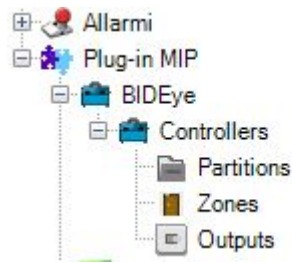 Allarmi
Plug-in MIP
BIDEye
Controllers
Partitions
Zones
Outputs